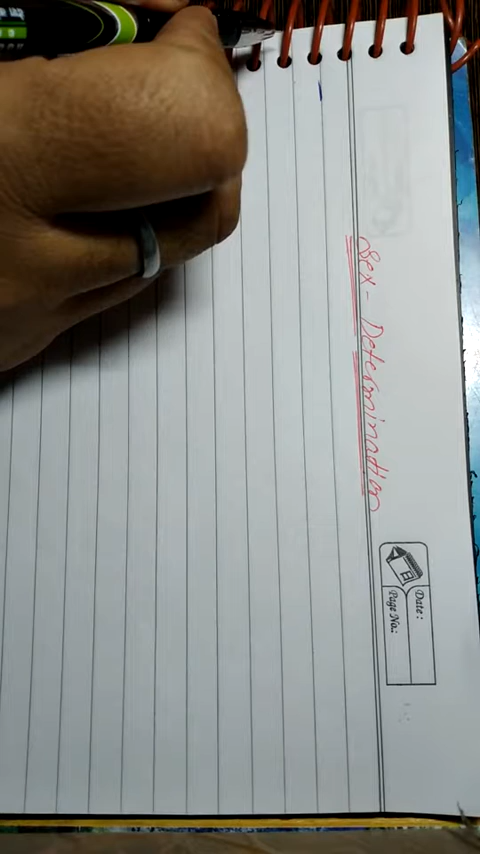 Sex - Determination
Date :
Page No.: